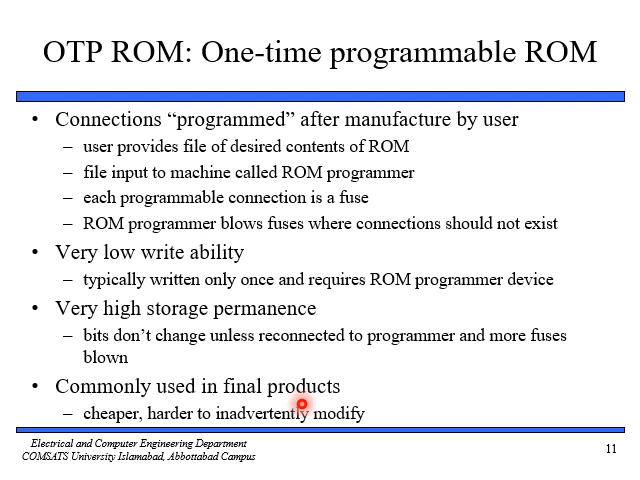 OTP ROM: One-time programmable ROM
• Connections “programmed” after manufacture by user
– user provides file of desired contents of ROM
– file input to machine called ROM programmer
– each programmable connection is a fuse
– ROM programmer blows fuses where connections should not exist
• Very low write ability
– typically written only once and requires ROM programmer device
• Very high storage permanence
– bits don’t change unless reconnected to programmer and more fuses
blown
• Commonly used in final products
– cheaper, harder to inadvertently modify
Electrical and Computer Engineering Department
COMSATS University Islamabad, Abbottabad Campus
11